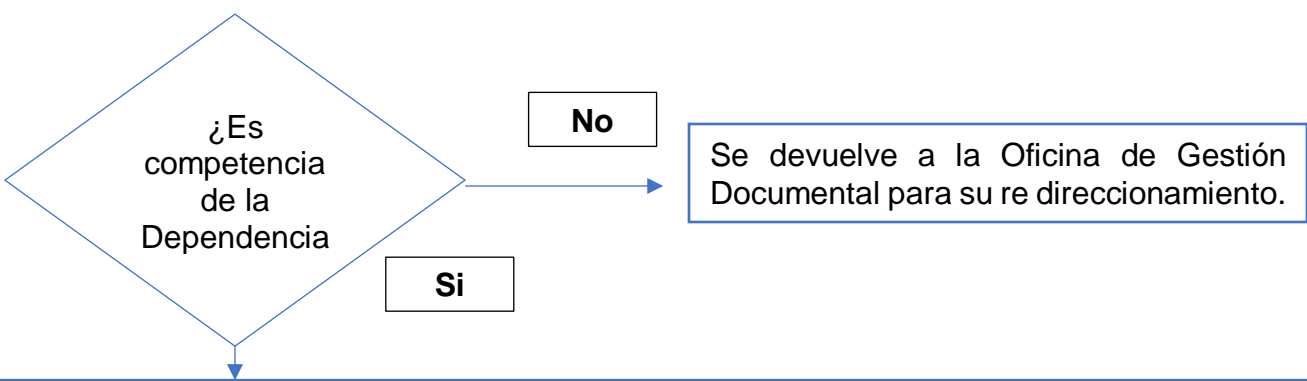 ¿Es
competencia
de la
Dependencia
No
Se devuelve a la Oficina de Gestión
Documental para su re direccionamiento.
Si